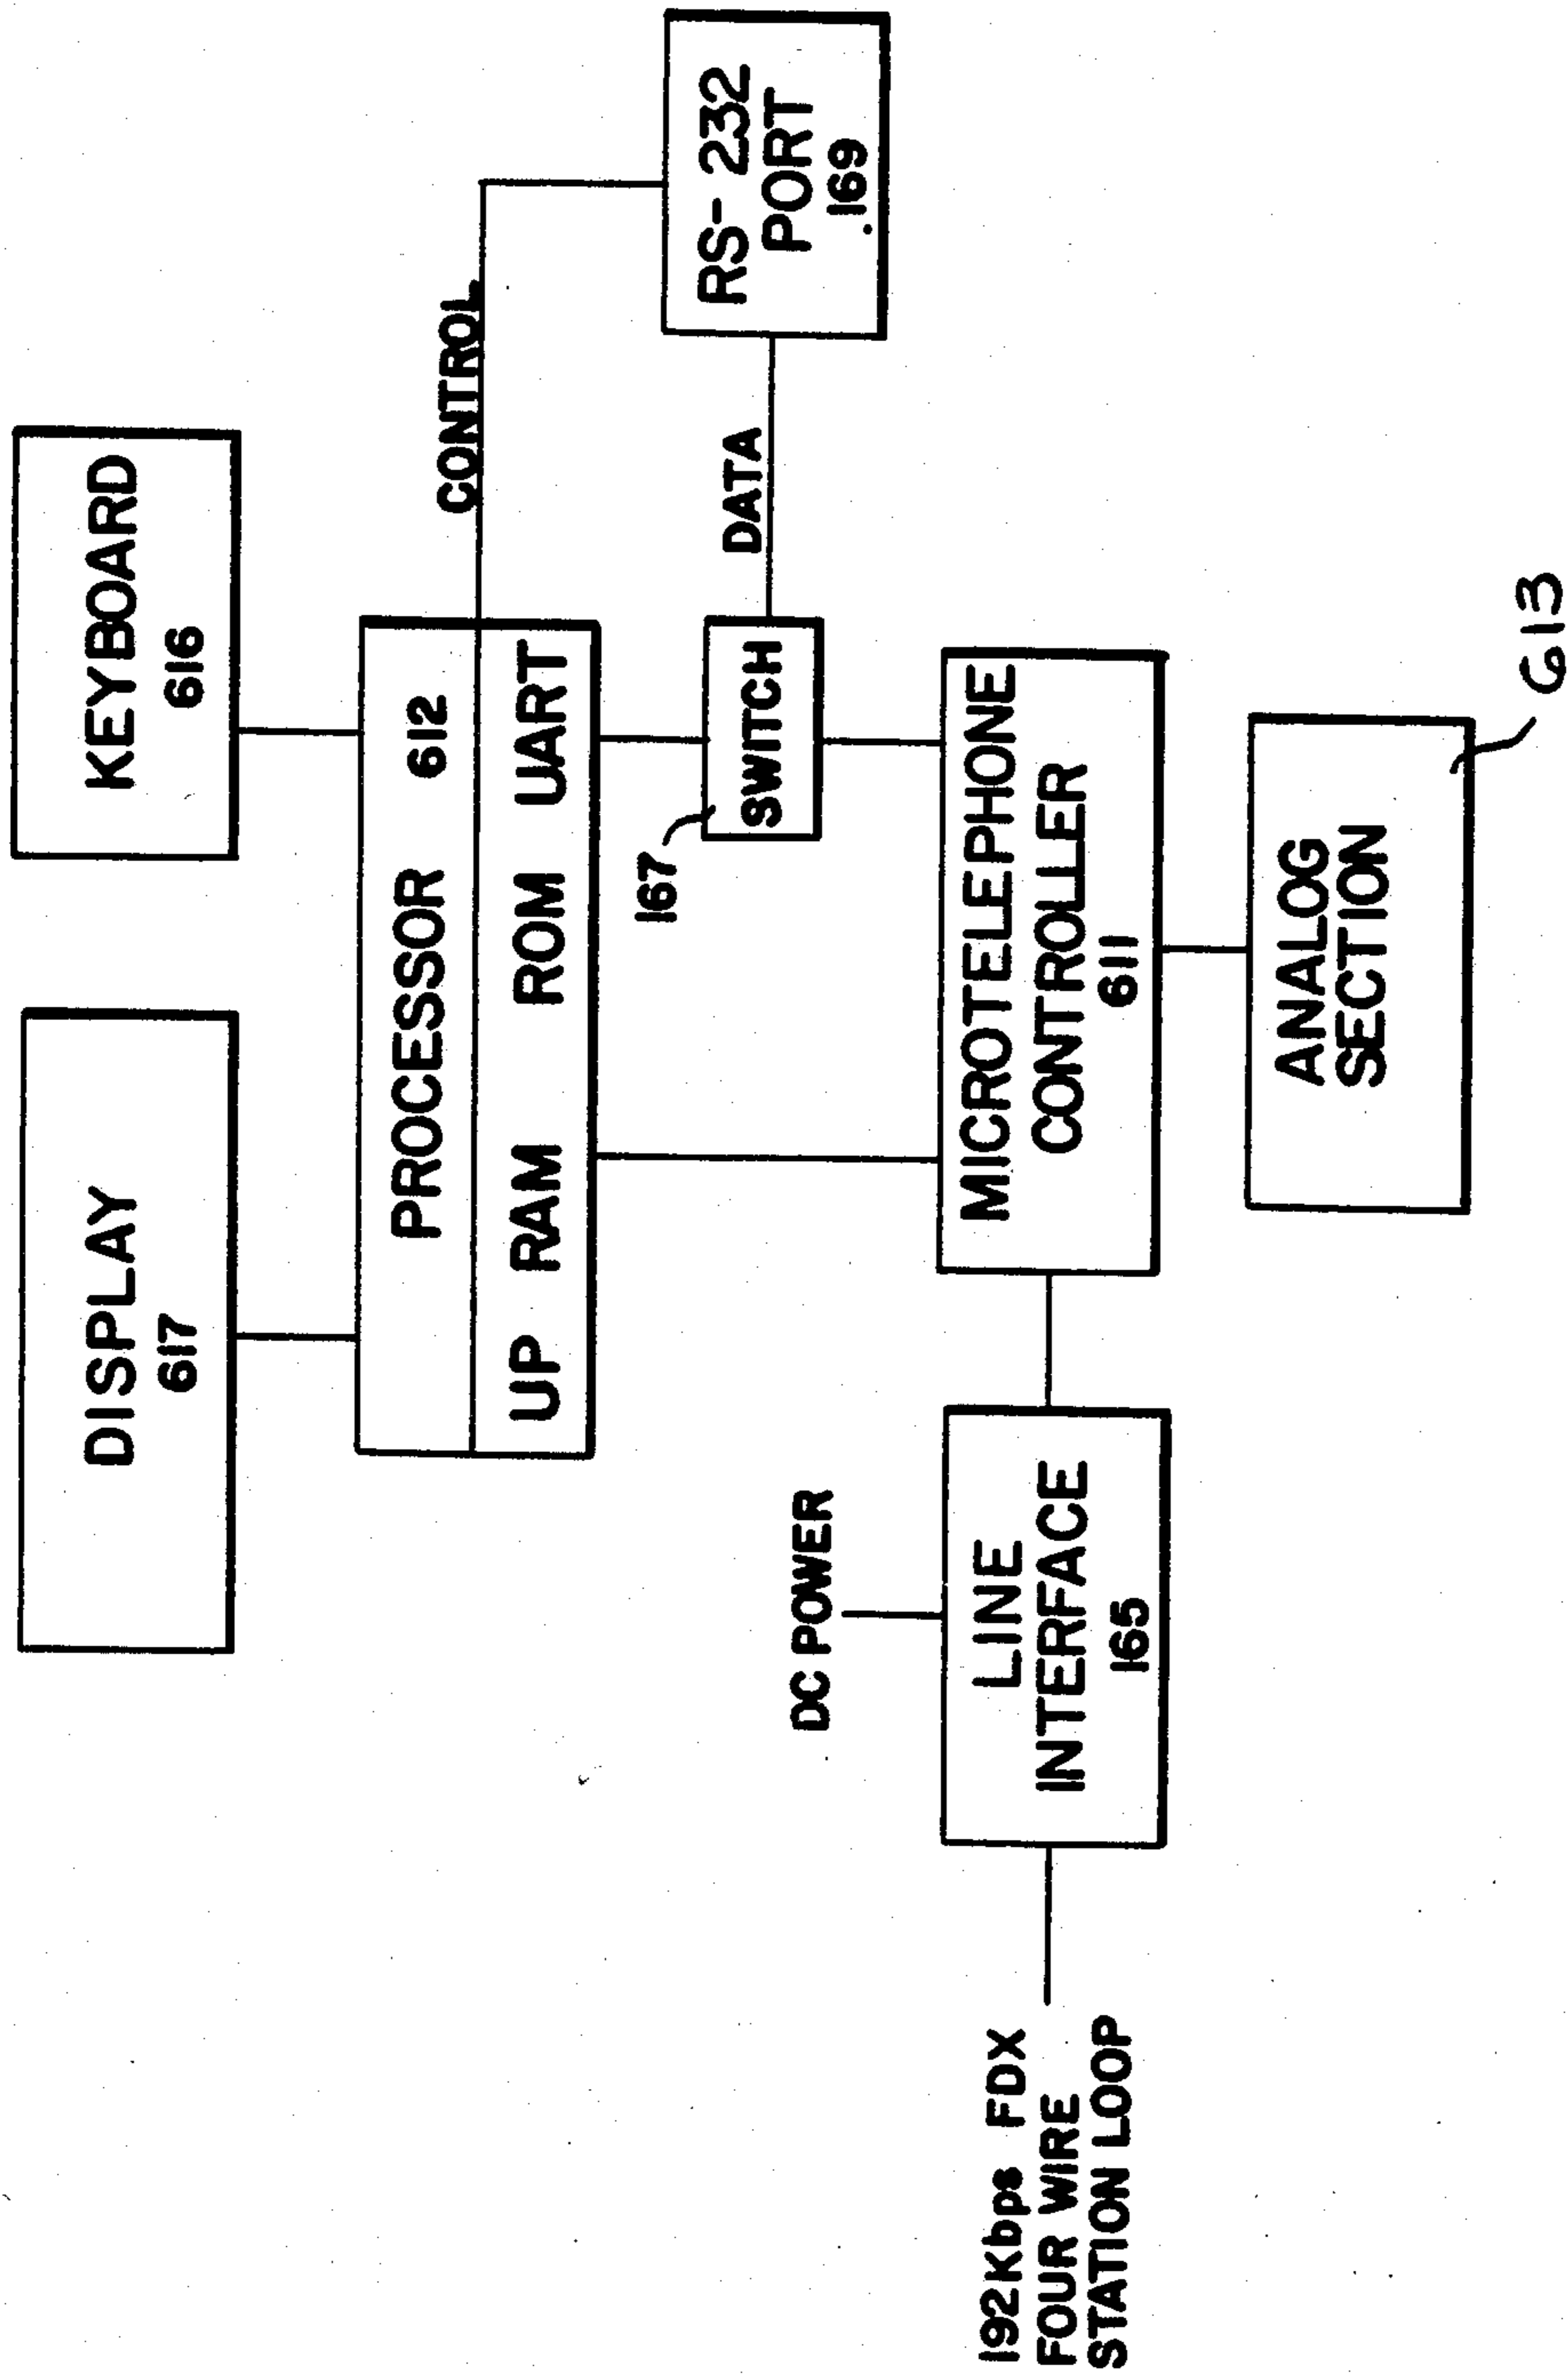 DISPLAY
617
KEYBOARD
616
PROCESSOR 612
UP RAM ROM UART
CONTROL
167
SWITCH
DATA
RS-232
PORT
169
DC POWER
192Kbps FDX
FOUR WIRE
STATION LOOP
LINE
INTERFACE
165
MICROTELEPHONE
CONTROLLER
611
ANALOG
SECTION
613